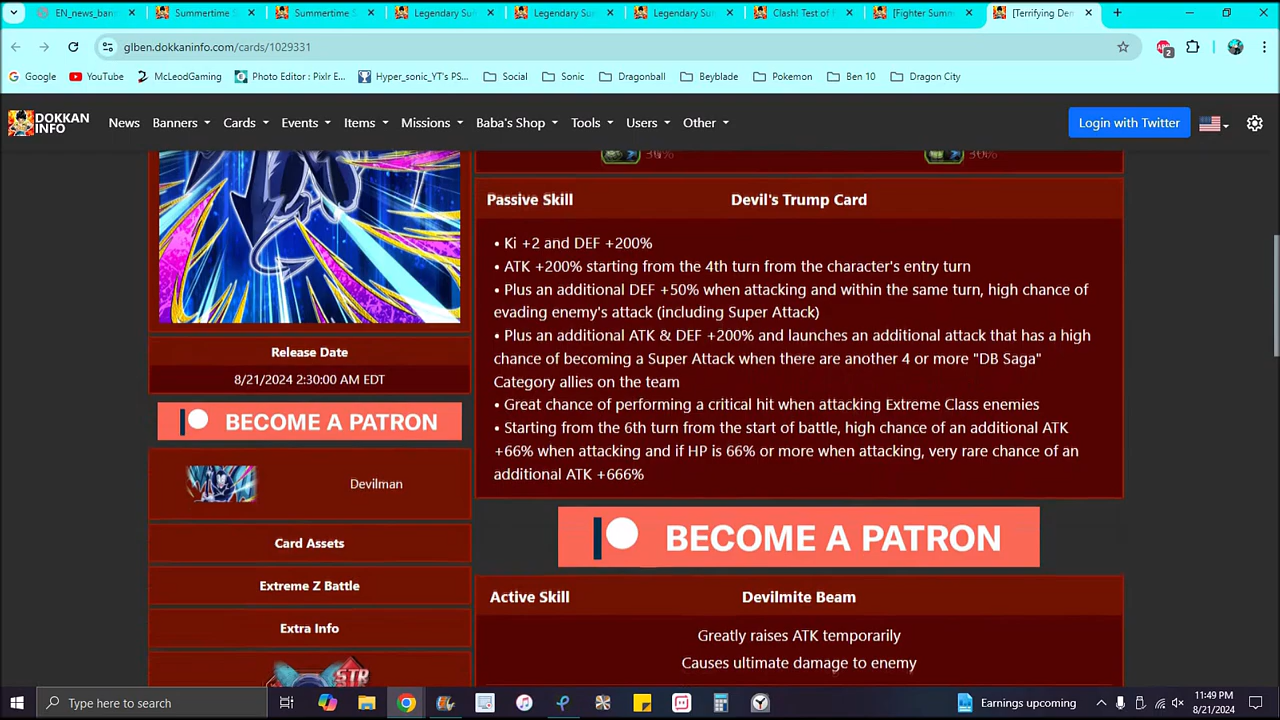 EN_news_bann
Summertime S
Summertime S
Legendary Su
Legendary Su
Legendary Su
Clash! Test of
[Fighter Summ
[Terrifying Den
glben.dokkaninfo.com/cards/1029331
2
Google YouTube McLeodGaming Photo Editor : Pixlr E... Hyper_sonic_YT's PS... Social Sonic Dragonball Beyblade Pokemon Ben 10 Dragon City
DOKKAN
INFO
News Banners Cards Events Items Missions Baba's Shop Tools Users Other Login with Twitter
30% 30%
Passive Skill Devil's Trump Card
• Ki +2 and DEF +200%
• ATK +200% starting from the 4th turn from the character's entry turn
• Plus an additional DEF +50% when attacking and within the same turn, high chance of
evading enemy's attack (including Super Attack)
• Plus an additional ATK & DEF +200% and launches an additional attack that has a high
chance of becoming a Super Attack when there are another 4 or more "DB Saga"
Category allies on the team
• Great chance of performing a critical hit when attacking Extreme Class enemies
• Starting from the 6th turn from the start of battle, high chance of an additional ATK
+66% when attacking and if HP is 66% or more when attacking, very rare chance of an
additional ATK +666%
Release Date
8/21/2024 2:30:00 AM EDT
BECOME A PATRON
Devilman
Card Assets
Extreme Z Battle
Extra Info
STR
BECOME A PATRON
Active Skill Devilmite Beam
Greatly raises ATK temporarily
Causes ultimate damage to enemy
Type here to search
Earnings upcoming
11:49 PM
8/21/2024